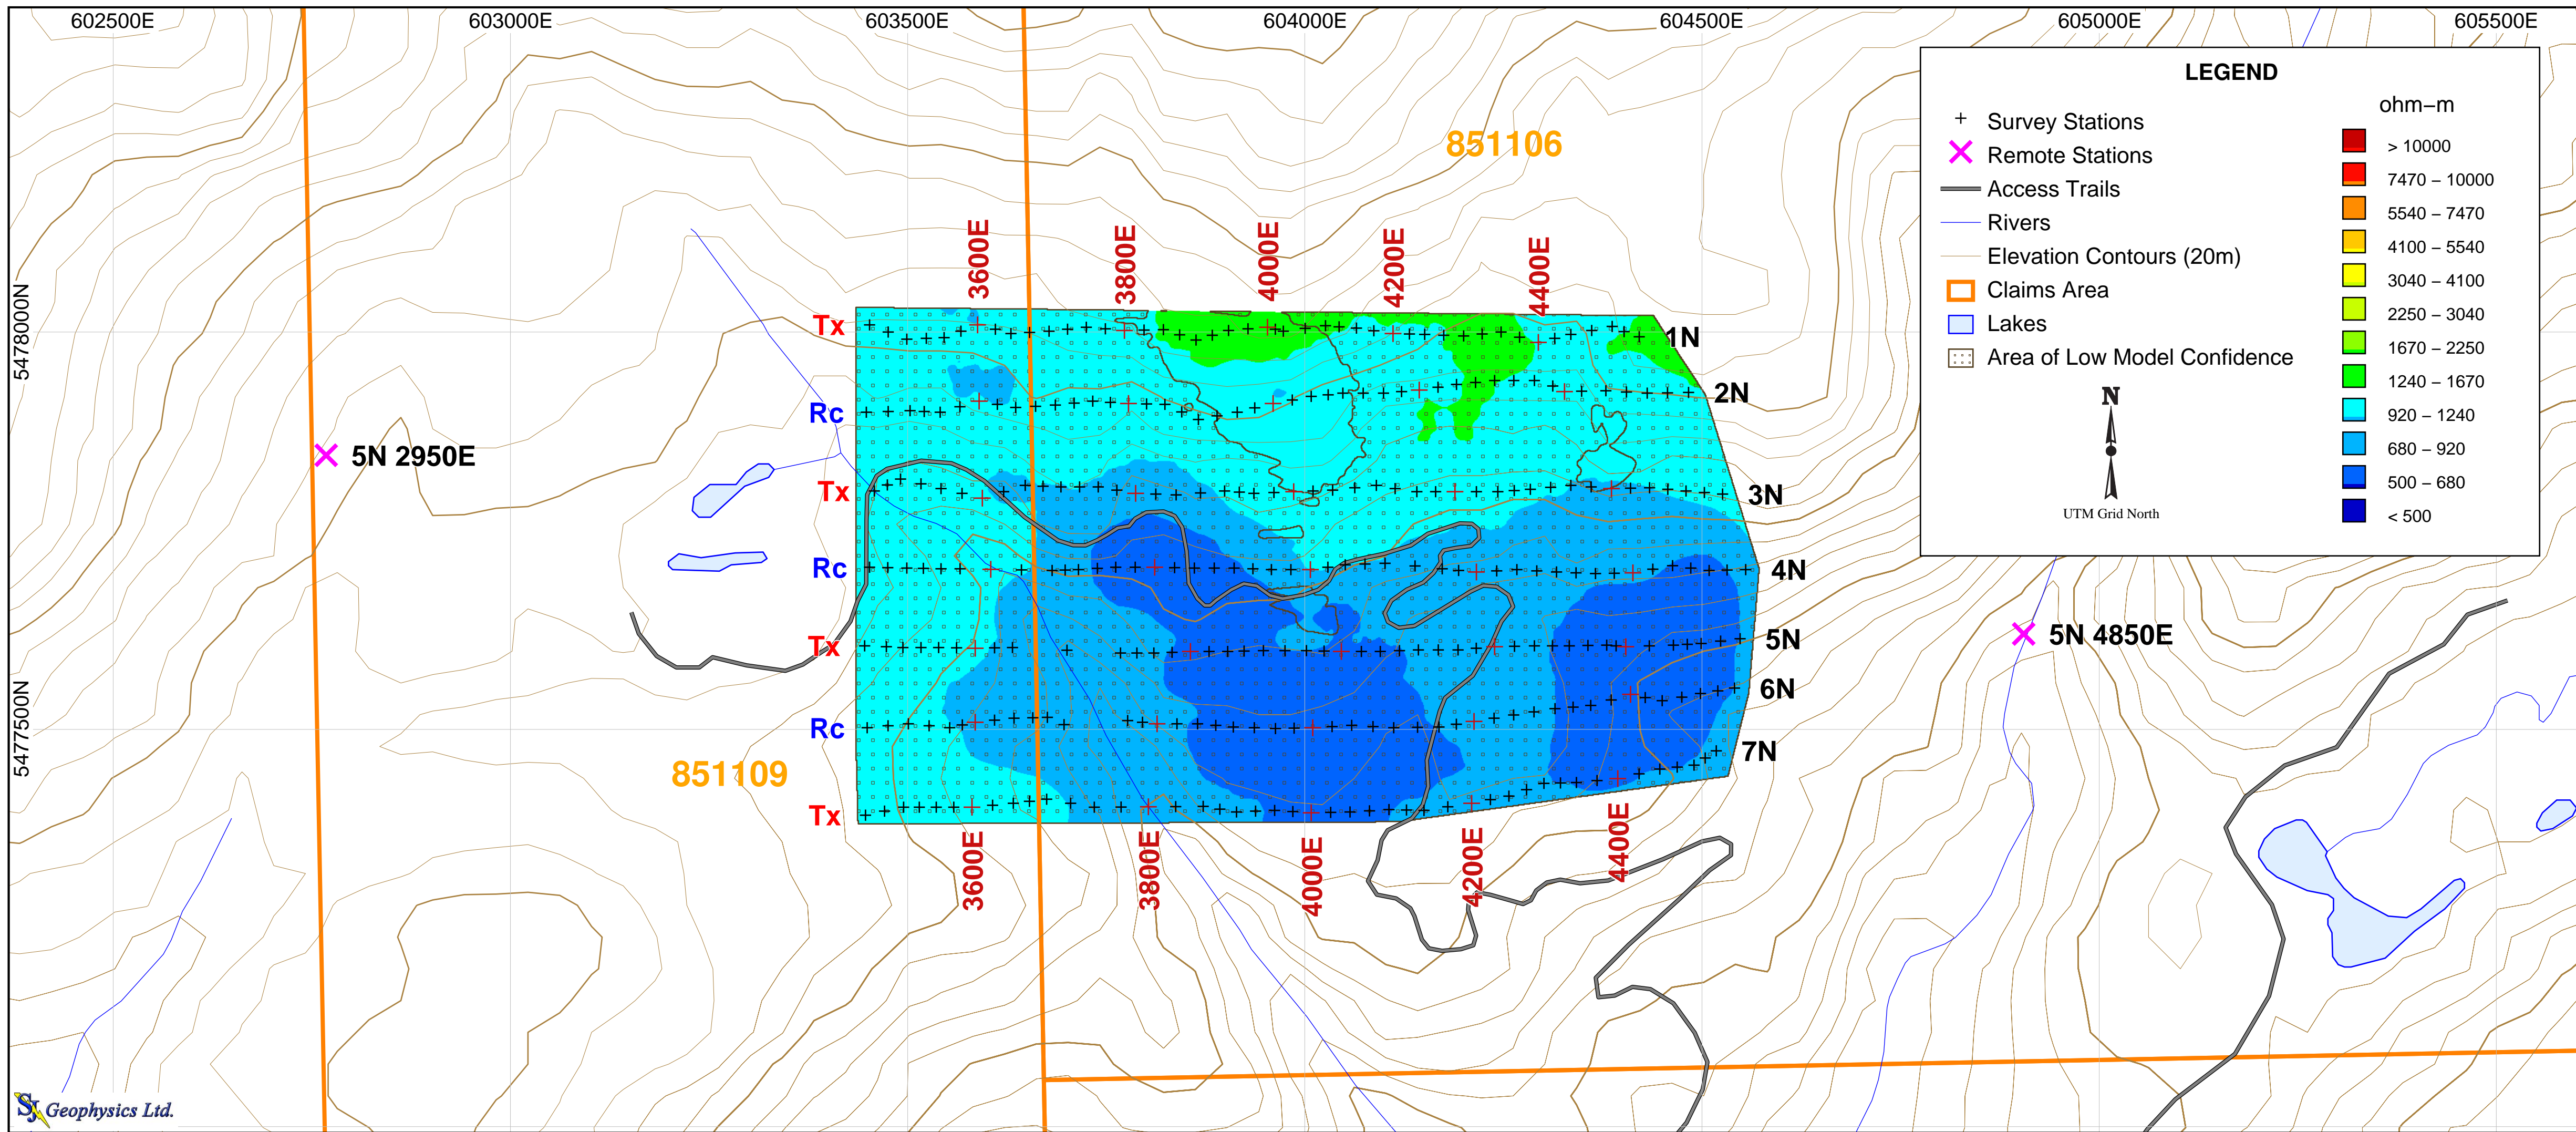 602500E 603000E 603500E 604000E 604500E 605000E 605500E
LEGEND
ohm–m
Survey Stations
Remote Stations
Access Trails
Rivers
Elevation Contours (20m)
Claims Area
Lakes
Area of Low Model Confidence
> 10000
7470 – 10000
5540 – 7470
4100 – 5540
3040 – 4100
2250 – 3040
1670 – 2250
1240 – 1670
920 – 1240
680 – 920
500 – 680
< 500
N
UTM Grid North
851106
3600E 3800E 4000E 4200E 4400E
5478000N
Tx
1N
2N
Rc
5N 2950E
Tx
3N
Rc
4N
Tx
5N
5N 4850E
6N
5477500N
Rc
7N
851109
Tx
3600E 3800E 4000E 4200E 4400E
SJ Geophysics Ltd.